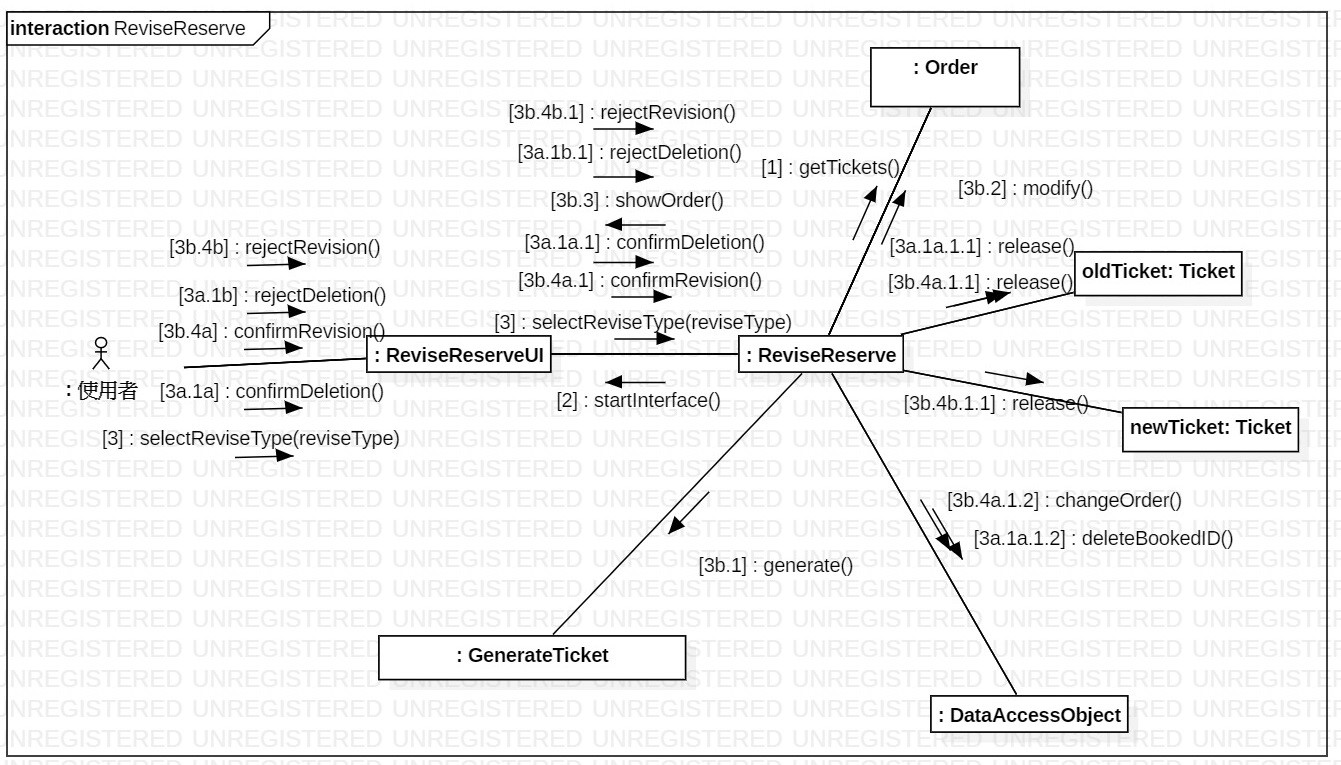 interaction ReviseReserve
: Order
[3b.4b.1] : rejectRevision()
[3a.1b.1] : rejectDeletion()
[1] : getTickets()
[3b.2] : modify()
[3b.3] : showOrder()
[3b.4b] : rejectRevision()
[3a.1a.1] : confirmDeletion()
[3a.1a.1.1] : release()
oldTicket: Ticket
[3b.4a.1] : confirmRevision()
[3b.4a.1.1] : release()
[3a.1b] : rejectDeletion()
[3] : selectReviseType(reviseType)
[3b.4a] : confirmRevision()
: ReviseReserveUI
: ReviseReserve
: 使用者
[3a.1a] : confirmDeletion()
[2] : startInterface()
[3b.4b.1.1] : release()
newTicket: Ticket
[3] : selectReviseType(reviseType)
[3b.4a.1.2] : changeOrder()
[3a.1a.1.2] : deleteBookedID()
[3b.1] : generate()
: GenerateTicket
: DataAccessObject
UNREGISTERED